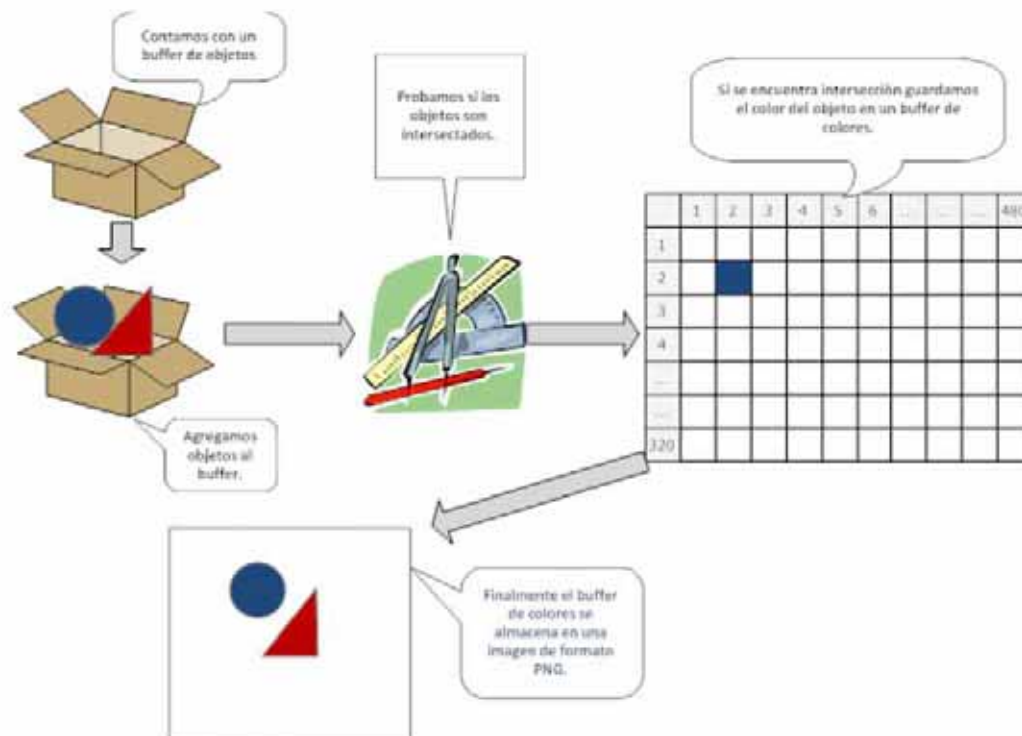 Contamos con un
buffer de objetos
Probamos si los
objetos son
intersectados.
Si se encuentra intersección guardamos
el color del objeto en un buffer de
colores.
... 1 2 3 4 5 6 ... ... ... 480
1
2
3
4
...
...
320
Agregamos
objetos al
buffer.
Finalmente el buffer
de colores se
almacena en una
imagen de formato
PNG.